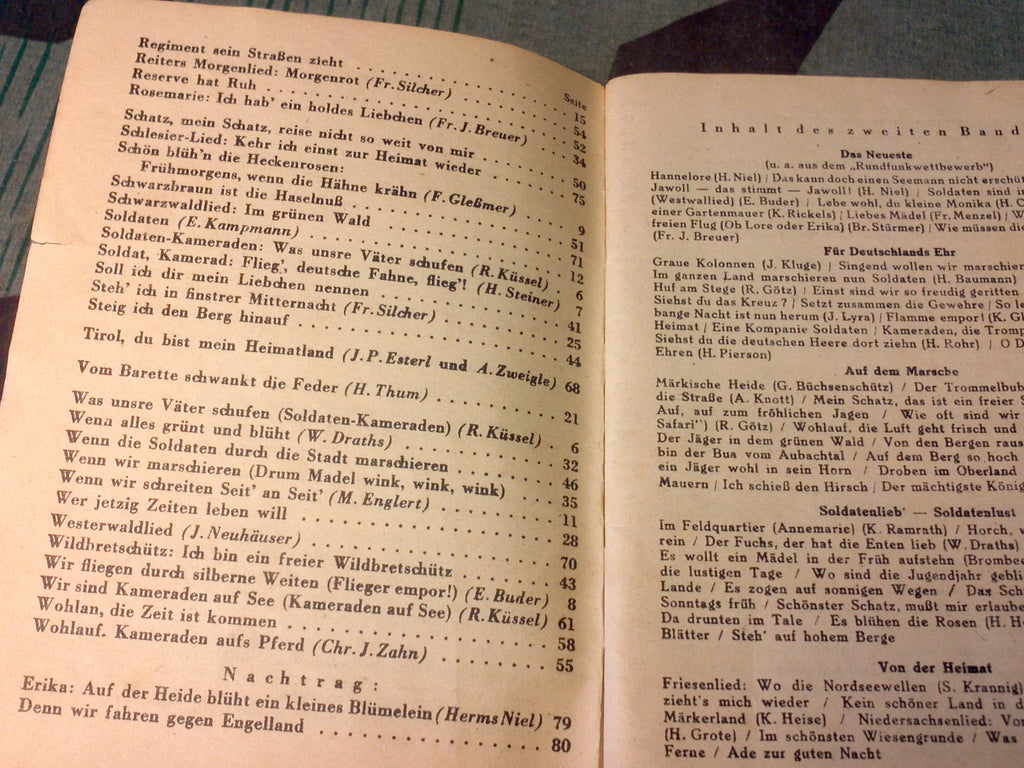 Seite
Regiment sein Straßen zieht . . . . . . . . . . . 15
Reiters Morgenlied: Morgenrot (Fr. Silcher) . . . . . . 54
Reserve hat Ruh . . . . . . . . . . . . . 52
Rosemarie: Ich hab' ein holdes Liebchen (Fr. J. Breuer) . . . 34
Schatz, mein Schatz, reise nicht so weit von mir . . . . . 50
Schlesier-Lied: Kehr ich einst zur Heimat wieder . . . . . 75
Schön blüh'n die Heckenrosen:
Frühmorgens, wenn die Hähne krähn (F. Gleßmer) . . . . 9
Schwarzbraun ist die Haselnuß . . . . . . . . . . 51
Schwarzwaldlied: Im grünen Wald . . . . . . . . . 71
Soldaten (E. Kampmann) . . . . . . . . . . . 12
Soldaten-Kameraden: Was unsre Väter schufen (R. Küssel) . . 6
Soldat, Kamerad: Flieg', deutsche Fahne, flieg'! (H. Steiner) 7
Soll ich dir mein Liebchen nennen . . . . . . . . . 41
Steh' ich in finstrer Mitternacht (Fr. Silcher) . . . . . . 25
Steig ich den Berg hinauf . . . . . . . . . . . 44
Tirol, du bist mein Heimatland (J. P. Esterl und A. Zweigle) 68
Vom Barette schwankt die Feder (H. Thum) . . . . . . . 21
Was unsre Väter schufen (Soldaten-Kameraden) (R. Küssel) . 6
Wenn alles grünt und blüht (W. Draths) . . . . . . . . 32
Wenn die Soldaten durch die Stadt marschieren . . . . . . 46
Wenn wir marschieren (Drum Madel wink, wink, wink) . . . 35
Wenn wir schreiten Seit' an Seit' (M. Englert) . . . . . . 11
Wer jetzig Zeiten leben will . . . . . . . . . . . 28
Westerwaldlied (J. Neuhäuser) . . . . . . . . . . . 70
Wildbretschütz: Ich bin ein freier Wildbretschütz . . . . . 43
Wir fliegen durch silberne Weiten (Flieger empor!) (E. Buder) 8
Wir sind Kameraden auf See (Kameraden auf See) (R. Küssel) 61
Wohlan, die Zeit ist kommen . . . . . . . . . . . 58
Wohlauf. Kameraden aufs Pferd (Chr. J. Zahn) . . . . . . 55
Nachtrag:
Erika: Auf der Heide blüht ein kleines Blümelein (Herms Niel) 79
Denn wir fahren gegen Engelland . . . . . . . . . . 80
Inhalt des zweiten Band
Das Neueste
(u. a. aus dem „Rundfunkwettbewerb")
Hannelore (H. Niel) / Das kann doch einen Seemann nicht erschüt
Jawoll — das stimmt — Jawoll! (H. Niel) / Soldaten sind i
(Westwallied) (E. Buder) / Lebe wohl, du kleine Monika (H. C
einer Gartenmauer (K. Rickels) / Liebes Mädel (Fr. Menzel) / W
freien Flug (Ob Lore oder Erika) (Br. Stürmer) / Wie müssen die
(Fr. J. Breuer)
Für Deutschlands Ehr
Graue Kolonnen (J. Kluge) / Singend wollen wir marschier
Im ganzen Land marschieren nun Soldaten (H. Baumann) /
Huf am Stege (R. Götz) / Einst sind wir so freudig geritten
Siehst du das Kreuz? / Setzt zusammen die Gewehre / So le
bange Nacht ist nun herum (J. Lyra) / Flamme empor! (K. Gl
Heimat / Eine Kompanie Soldaten / Kameraden, die Tromp
Siehst du die deutschen Heere dort ziehn (H. Rohr) / O D
Ehren (H. Pierson)
Auf dem Marsche
Märkische Heide (G. Büchsenschütz) / Der Trommelbub
die Straße (A. Knott) / Mein Schatz, das ist ein freier S
Auf, auf zum fröhlichen Jagen / Wie oft sind wir
Safari") (R. Götz) / Wohlauf, die Luft geht frisch und
Der Jäger in dem grünen Wald / Von den Bergen raus
bin der Bua vom Aubachtal / Auf dem Berg so hoch
ein Jäger wohl in sein Horn / Droben im Oberland
Mauern / Ich schieß den Hirsch / Der mächtigste König
Soldatenlieb' — Soldatenlust
Im Feldquartier (Annemarie) (K. Ramrath) / Horch, w
rein / Der Fuchs, der hat die Enten lieb (W. Draths)
Es wollt ein Mädel in der Früh aufstehn (Brombee
die lustigen Tage / Wo sind die Jugendjahr gebli
Lande / Es zogen auf sonnigen Wegen / Das Sch
Sonntags früh / Schönster Schatz, mußt mir erlaube
Da drunten im Tale / Es blühen die Rosen (H. He
Blätter / Steh' auf hohem Berge
Von der Heimat
Friesenlied: Wo die Nordseewellen (S. Krannig)
zieht's mich wieder / Kein schöner Land in d
Märkerland (K. Heise) / Niedersachsenlied: Vo
(H. Grote) / Im schönsten Wiesengrunde / Was
Ferne / Ade zur guten Nacht